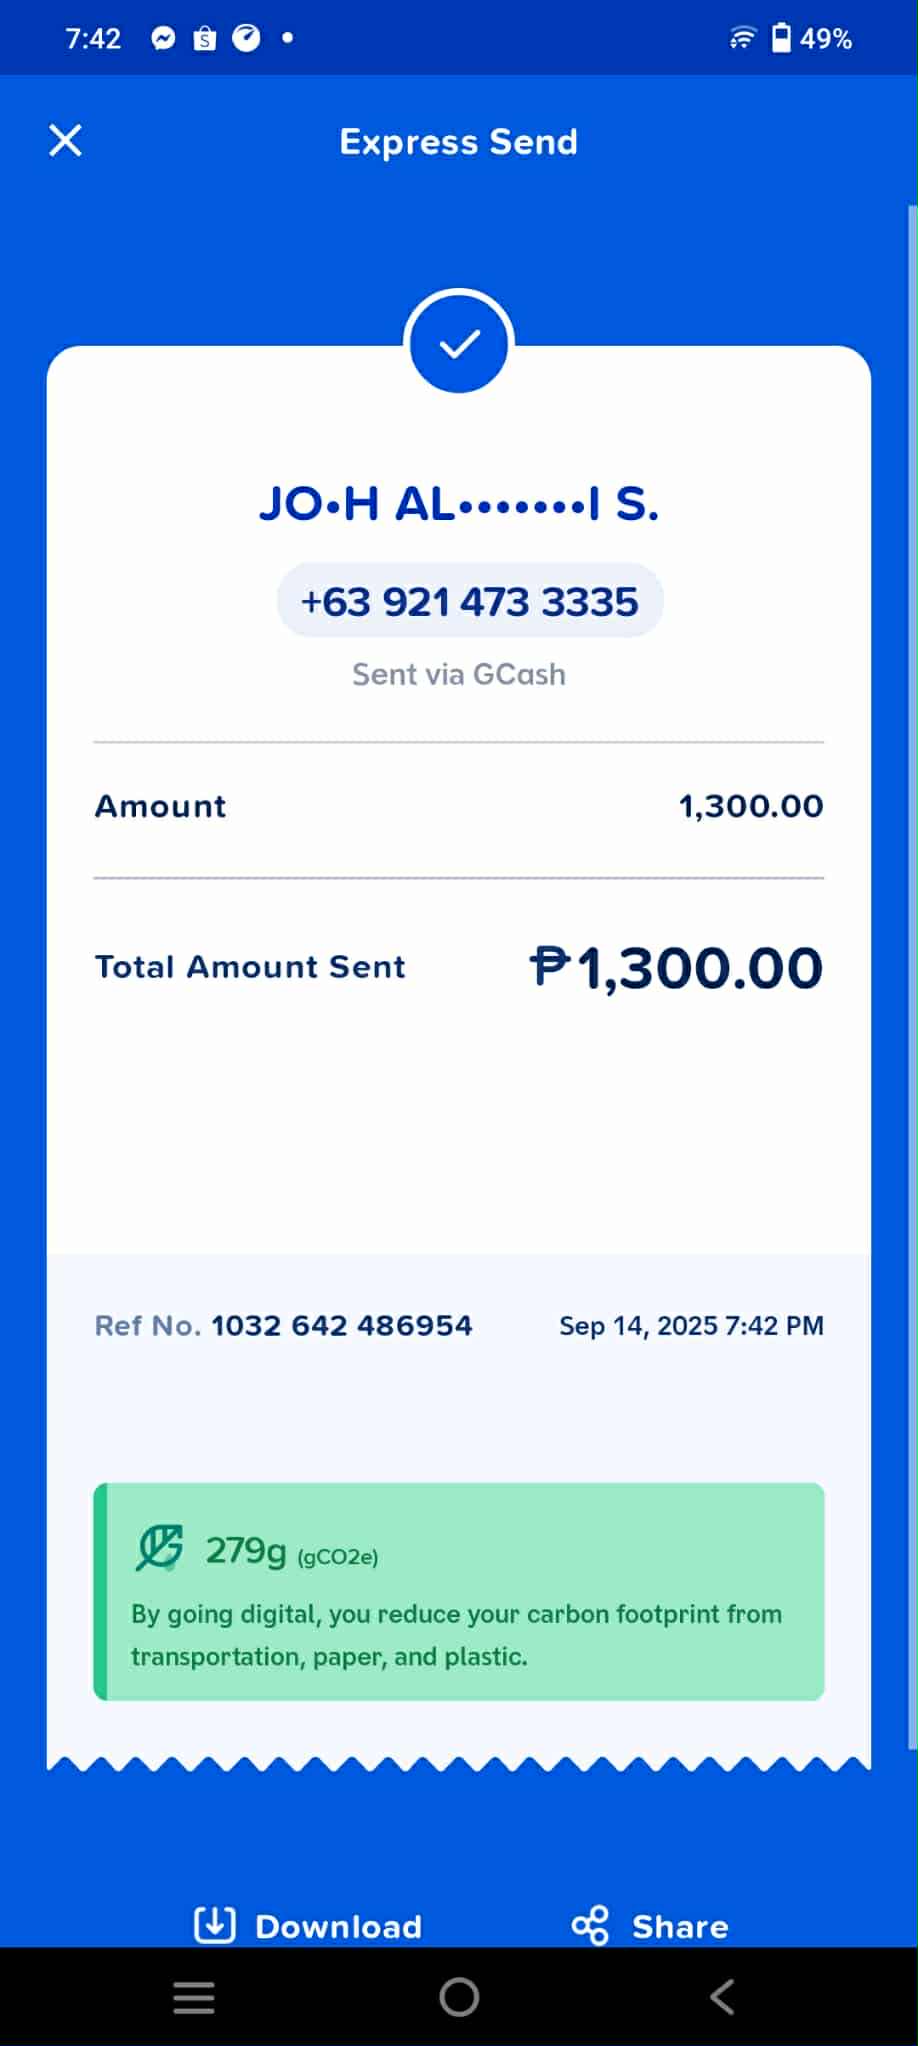 7:42 49%
Express Send
JO•H AL•••••••I S.
+63 921 473 3335
Sent via GCash
Amount 1,300.00
Total Amount Sent ₱1,300.00
Ref No. 1032 642 486954 Sep 14, 2025 7:42 PM
279g (gCO2e)
By going digital, you reduce your carbon footprint from
transportation, paper, and plastic.
Download Share